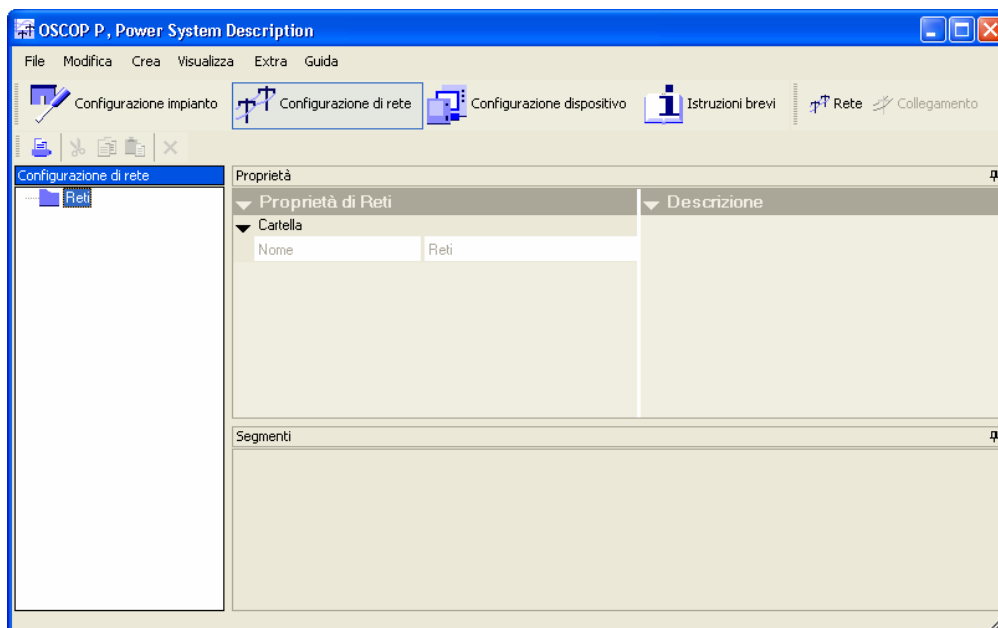 OSCOP P, Power System Description
File Modifica Crea Visualizza Extra Guida
Configurazione impianto Configurazione di rete Configurazione dispositivo Istruzioni brevi Rete Collegamento
Configurazione di rete
Reti
Proprietà
Proprietà di Reti
Descrizione
Cartella
Nome Reti
Segmenti